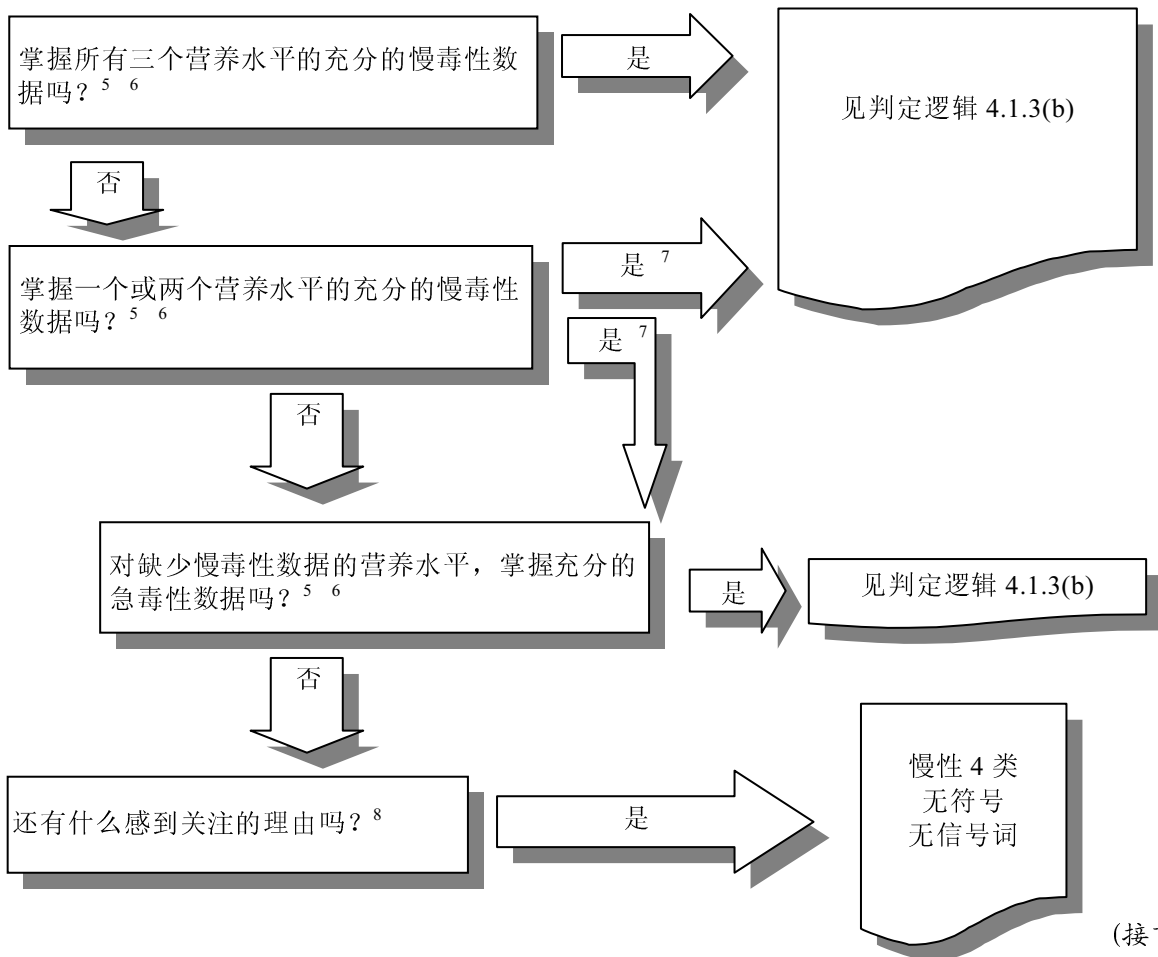 掌握所有三个营养水平的充分的慢毒性数
据吗？⁵ ⁶
是
见判定逻辑 4.1.3(b)
否
掌握一个或两个营养水平的充分的慢毒性
数据吗？⁵ ⁶
是 ⁷
是 ⁷
否
对缺少慢毒性数据的营养水平，掌握充分的
急毒性数据吗？⁵ ⁶
是
见判定逻辑 4.1.3(b)
否
还有什么感到关注的理由吗？⁸
是
慢性 4 类
无符号
无信号词
(接